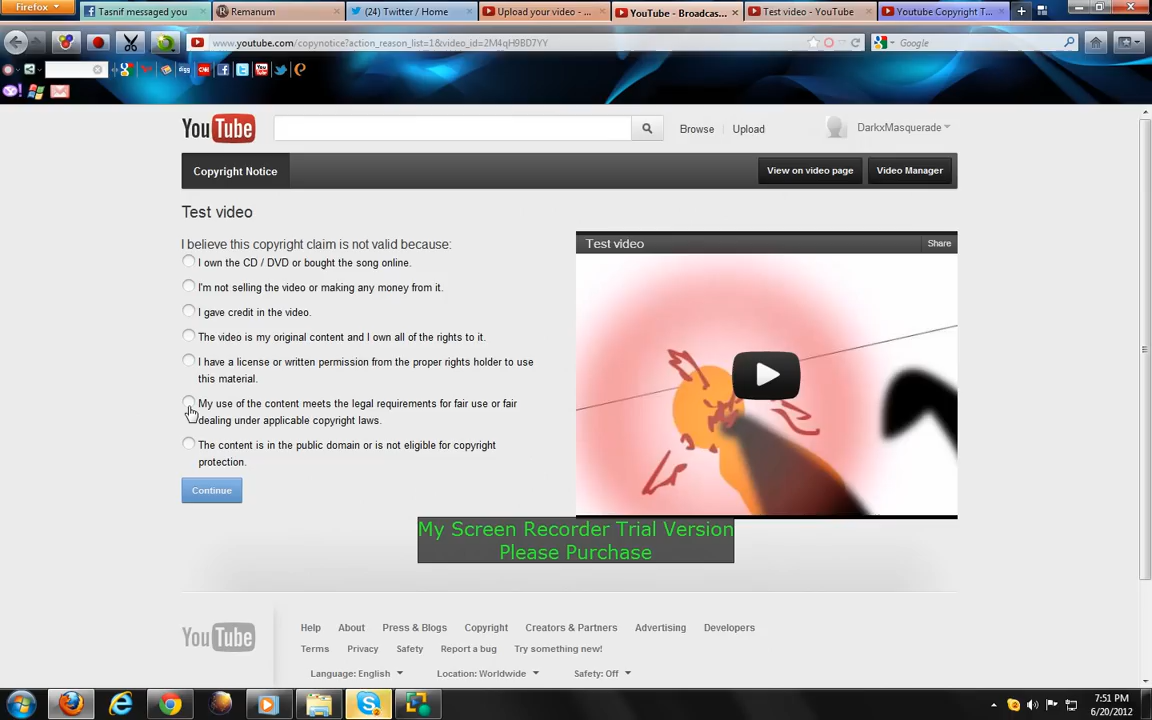 Firefox
Tasnif messaged you
Remanum
(24) Twitter / Home
Upload your video -
YouTube - Broadcas...
Test video - YouTube
Youtube Copyright T...
www.youtube.com/copynotice?action_reason_list=1&video_id=2M4qH9BD7YY
Google
YouTube
Browse
Upload
DarkxMasquerade
Copyright Notice
View on video page
Video Manager
Test video
I believe this copyright claim is not valid because:
I own the CD / DVD or bought the song online.
I'm not selling the video or making any money from it.
I gave credit in the video.
The video is my original content and I own all of the rights to it.
I have a license or written permission from the proper rights holder to use
this material.
My use of the content meets the legal requirements for fair use or fair
dealing under applicable copyright laws.
The content is in the public domain or is not eligible for copyright
protection.
Continue
Test video
Share
My Screen Recorder Trial Version
Please Purchase
YouTube
Help
About
Press & Blogs
Copyright
Creators & Partners
Advertising
Developers
Terms
Privacy
Safety
Report a bug
Try something new!
Language: English
Location: Worldwide
Safety: Off
7:51 PM
6/20/2012